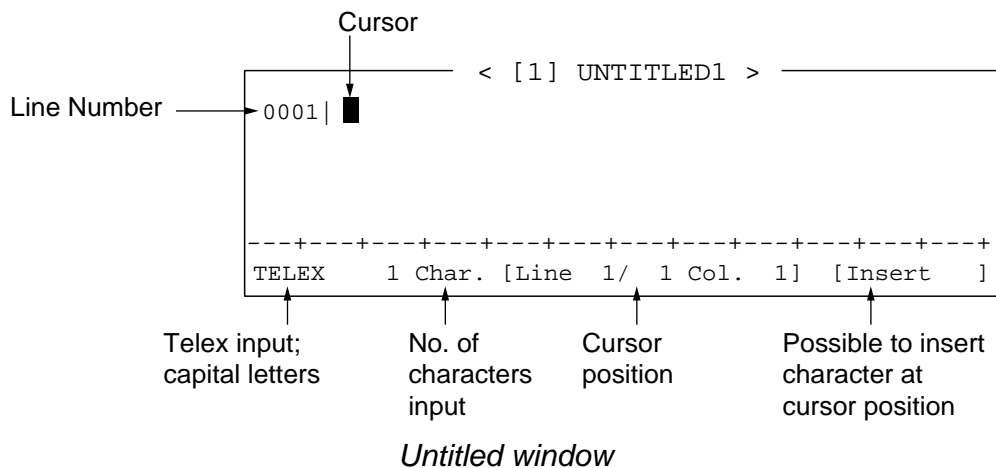 Cursor
< [1] UNTITLED1 >
Line Number
0001|
---+---+---+---+---+---+---+---+---+---+---+---+
TELEX 1 Char. [Line 1/ 1 Col. 1] [Insert ]
Telex input;
capital letters
No. of
characters
input
Cursor
position
Possible to insert
character at
cursor position
Untitled window